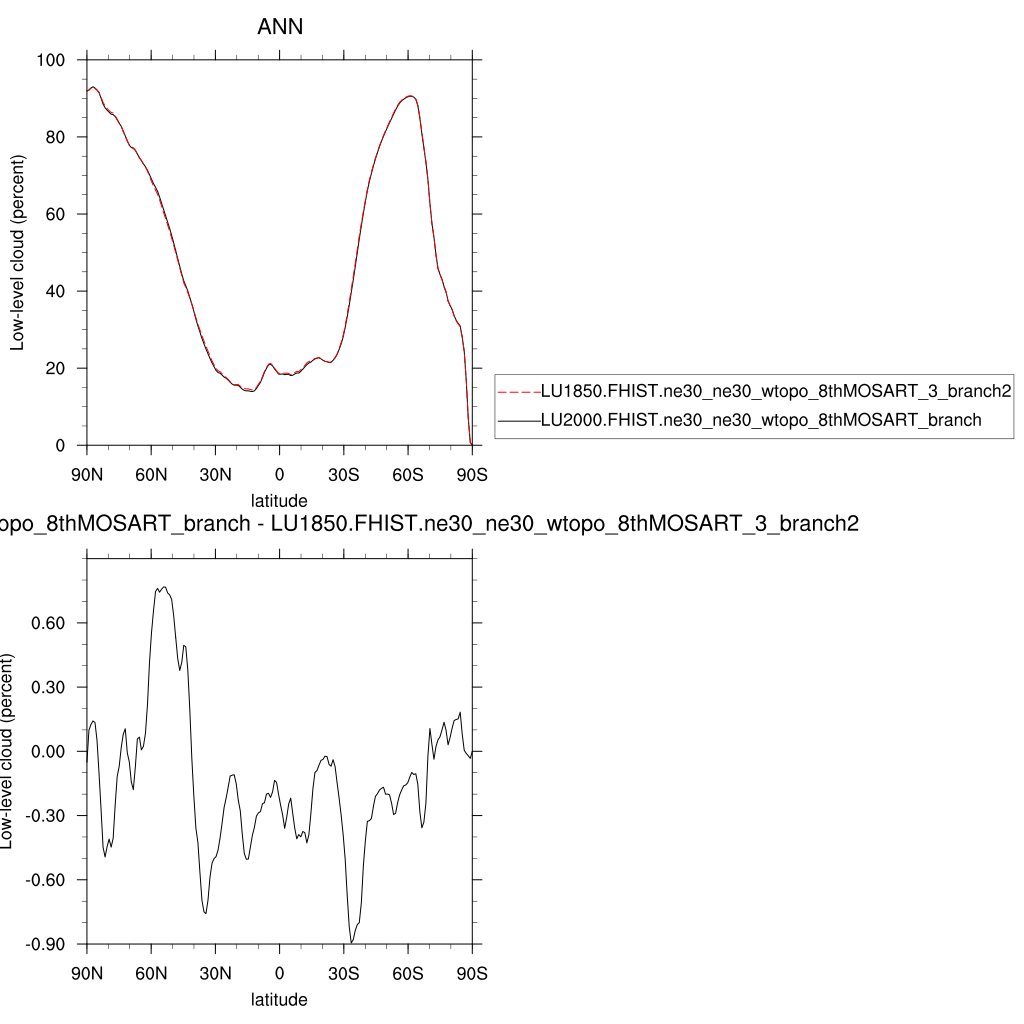 ANN
100
80
60
40
20
0
Low-level cloud (percent)
90N 60N 30N 0 30S 60S 90S
latitude
LU1850.FHIST.ne30_ne30_wtopo_8thMOSART_3_branch2
LU2000.FHIST.ne30_ne30_wtopo_8thMOSART_branch
opo_8thMOSART_branch - LU1850.FHIST.ne30_ne30_wtopo_8thMOSART_3_branch2
0.60
0.30
0.00
-0.30
-0.60
-0.90
Low-level cloud (percent)
90N 60N 30N 0 30S 60S 90S
latitude